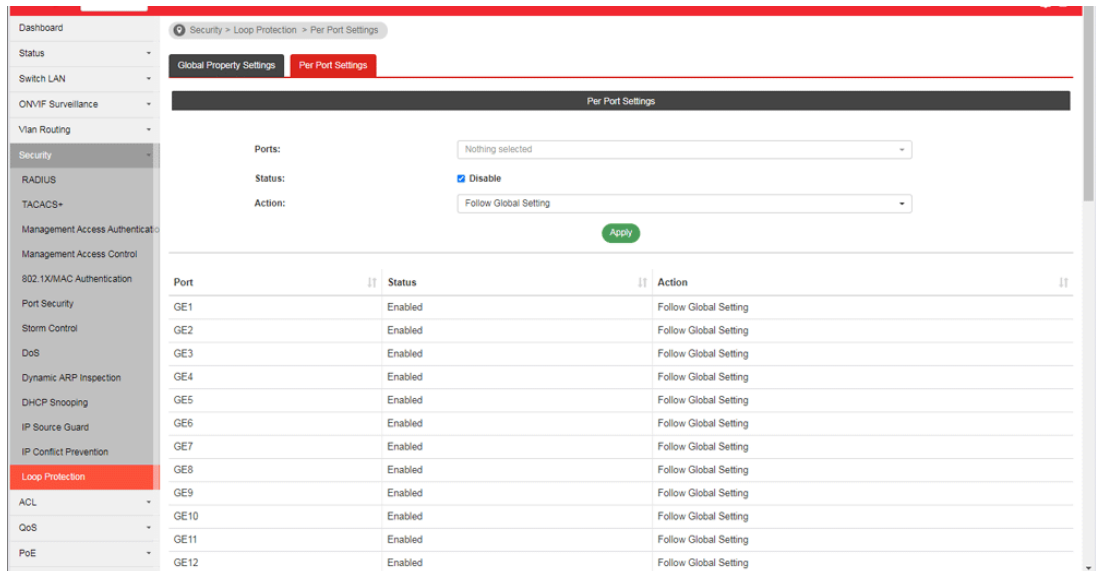 Dashboard
Status
Switch LAN
ONVIF Surveillance
Vlan Routing
Security
RADIUS
TACACS+
Management Access Authenticatio
Management Access Control
802.1X/MAC Authentication
Port Security
Storm Control
DoS
Dynamic ARP Inspection
DHCP Snooping
IP Source Guard
IP Conflict Prevention
Loop Protection
ACL
QoS
PoE
Security > Loop Protection > Per Port Settings
Global Property Settings Per Port Settings
Per Port Settings
Ports: Nothing selected
Status: Disable
Action: Follow Global Setting
Apply
Port Status Action
GE1 Enabled Follow Global Setting
GE2 Enabled Follow Global Setting
GE3 Enabled Follow Global Setting
GE4 Enabled Follow Global Setting
GE5 Enabled Follow Global Setting
GE6 Enabled Follow Global Setting
GE7 Enabled Follow Global Setting
GE8 Enabled Follow Global Setting
GE9 Enabled Follow Global Setting
GE10 Enabled Follow Global Setting
GE11 Enabled Follow Global Setting
GE12 Enabled Follow Global Setting